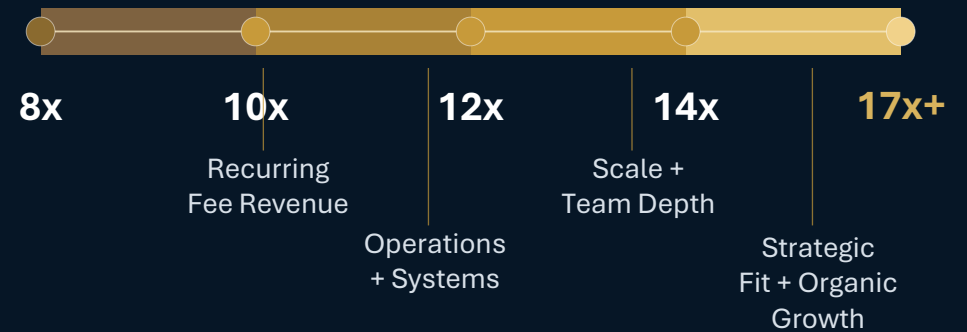 8x
10x
12x
14x
17x+
Recurring
Fee Revenue
Operations
+ Systems
Scale +
Team Depth
Strategic
Fit + Organic
Growth